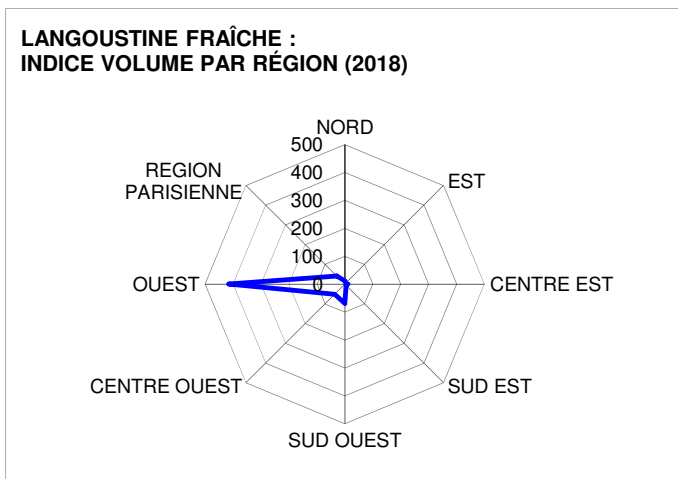 LANGOUSTINE FRAÎCHE :
INDICE VOLUME PAR RÉGION (2018)
NORD
500
400
300
200
100
0
EST
CENTRE EST
SUD EST
SUD OUEST
CENTRE OUEST
OUEST
REGION
PARISIENNE